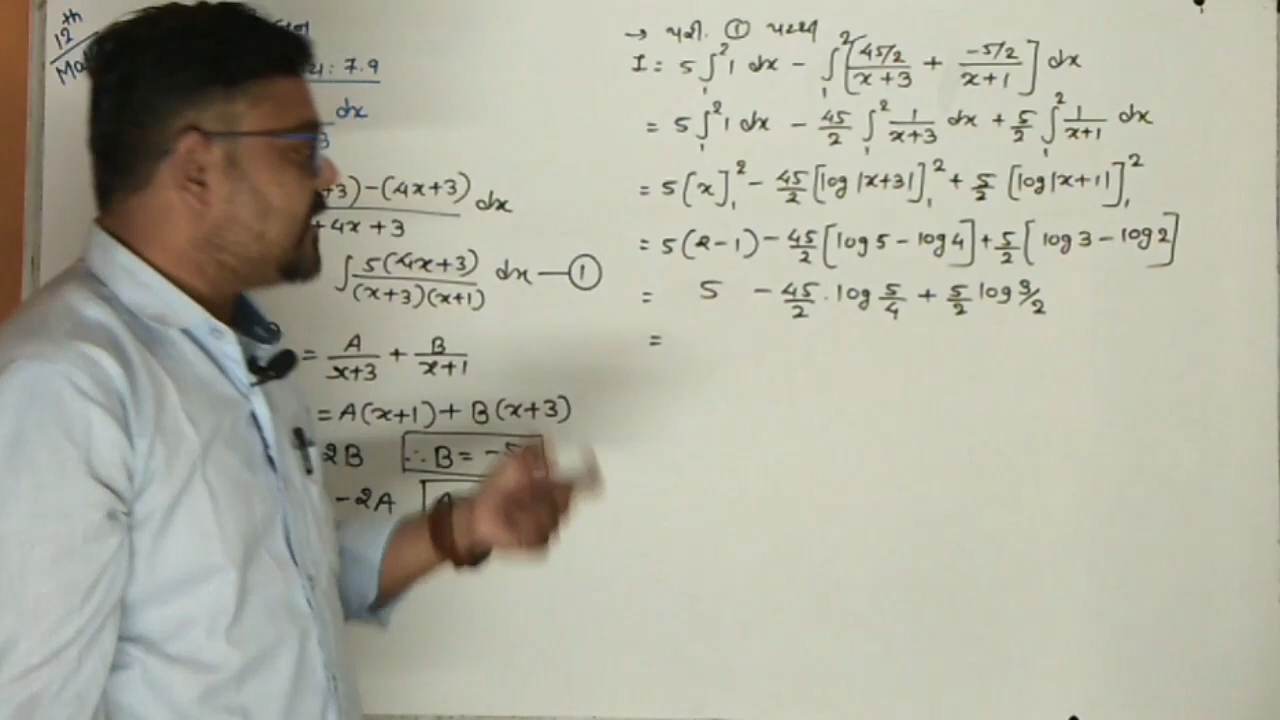 12th
: 7.9
dx
+3)-(4x+3) dx
+4x+3
∫ 5(4x+3)/(x+3)(x+1) dx — ①
= A/x+3 + B/x+1
= A(x+1) + B(x+3)
2B ∴ B = -5
-2A
→ પરી. ①
I = 5 ∫₁² 1 dx - ∫₁² [ 45/2/x+3 + -5/2/x+1 ] dx
= 5 ∫₁² 1 dx - 45/2 ∫₁² 1/x+3 dx + 5/2 ∫₁² 1/x+1 dx
= 5 [x]₁² - 45/2 [log |x+3|]₁² + 5/2 [log|x+1|]₁²
= 5(2-1) - 45/2 [log 5 - log 4] + 5/2 [log 3 - log 2]
= 5 - 45/2 . log 5/4 + 5/2 log 3/2
=